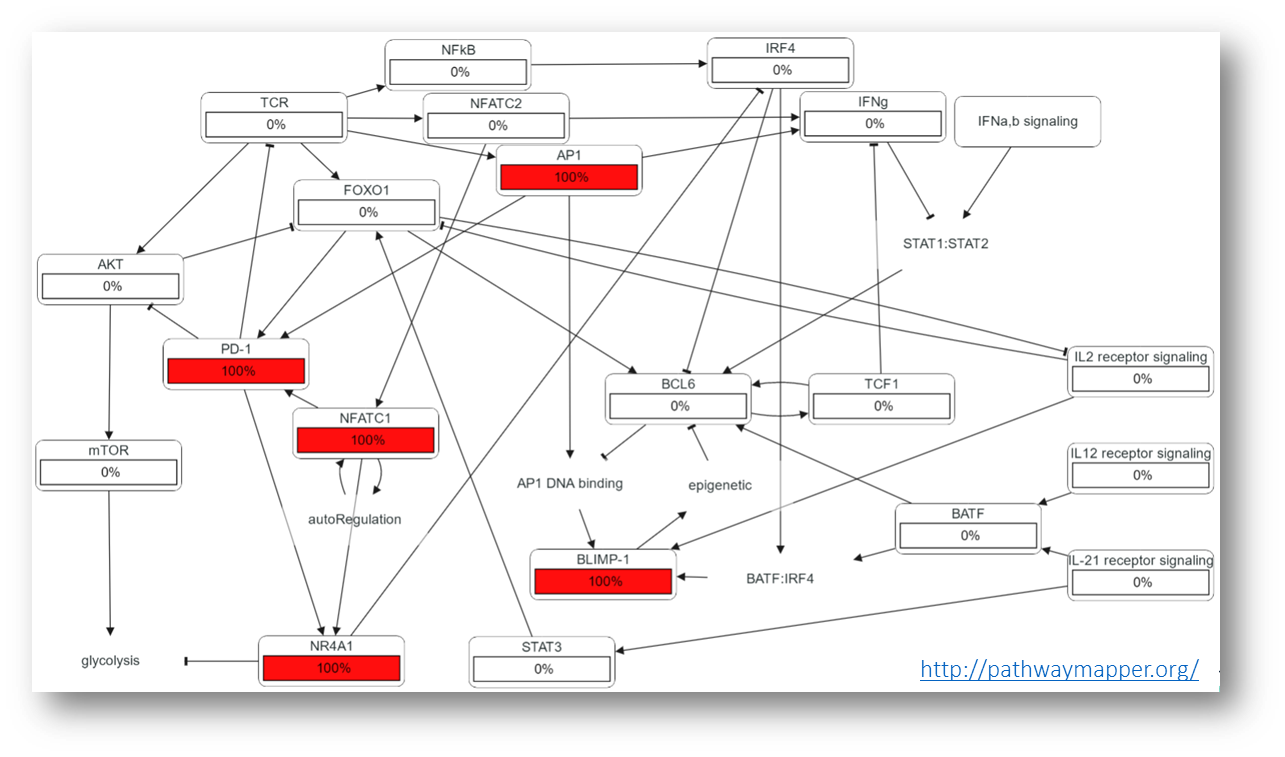 NFkB
0%
IRF4
0%
TCR
0%
NFATC2
0%
IFNg
0%
IFNa,b signaling
AP1
100%
FOXO1
0%
STAT1:STAT2
AKT
0%
PD-1
100%
IL2 receptor signaling
0%
BCL6
0%
TCF1
0%
NFATC1
100%
mTOR
0%
IL12 receptor signaling
0%
AP1 DNA binding
epigenetic
autoRegulation
BATF
0%
BLIMP-1
100%
BATF:IRF4
IL-21 receptor signaling
0%
glycolysis
NR4A1
100%
STAT3
0%
http://pathwaymapper.org/